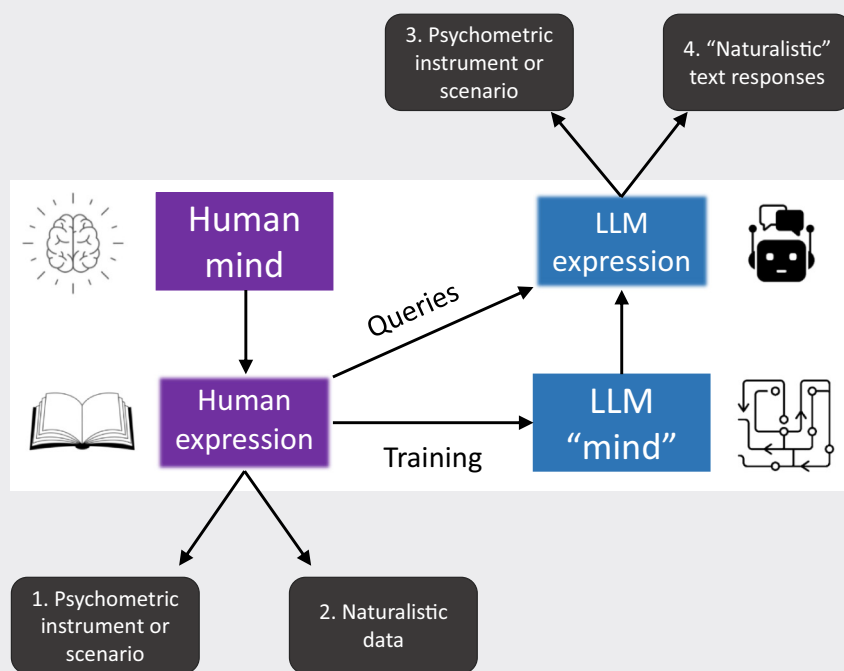 3. Psychometric
instrument or
scenario
4. “Naturalistic”
text responses
Human
mind
LLM
expression
Queries
Human
expression
Training
LLM
“mind”
1. Psychometric
instrument or
scenario
2. Naturalistic
data